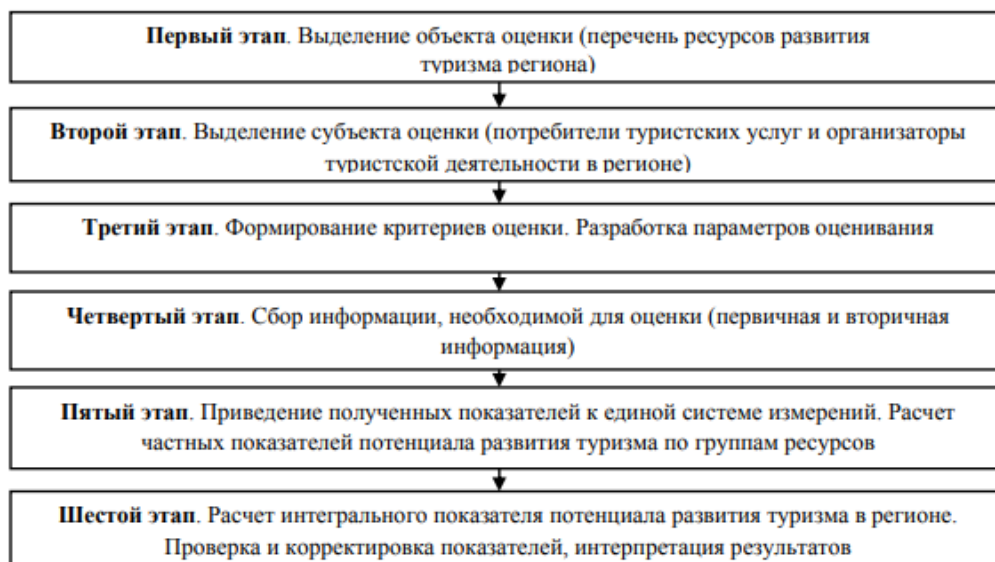 Первый этап. Выделение объекта оценки (перечень ресурсов развития
туризма региона)
Второй этап. Выделение субъекта оценки (потребители туристских услуг и организаторы
туристской деятельности в регионе)
Третий этап. Формирование критериев оценки. Разработка параметров оценивания
Четвертый этап. Сбор информации, необходимой для оценки (первичная и вторичная
информация)
Пятый этап. Приведение полученных показателей к единой системе измерений. Расчет
частных показателей потенциала развития туризма по группам ресурсов
Шестой этап. Расчет интегрального показателя потенциала развития туризма в регионе.
Проверка и корректировка показателей, интерпретация результатов